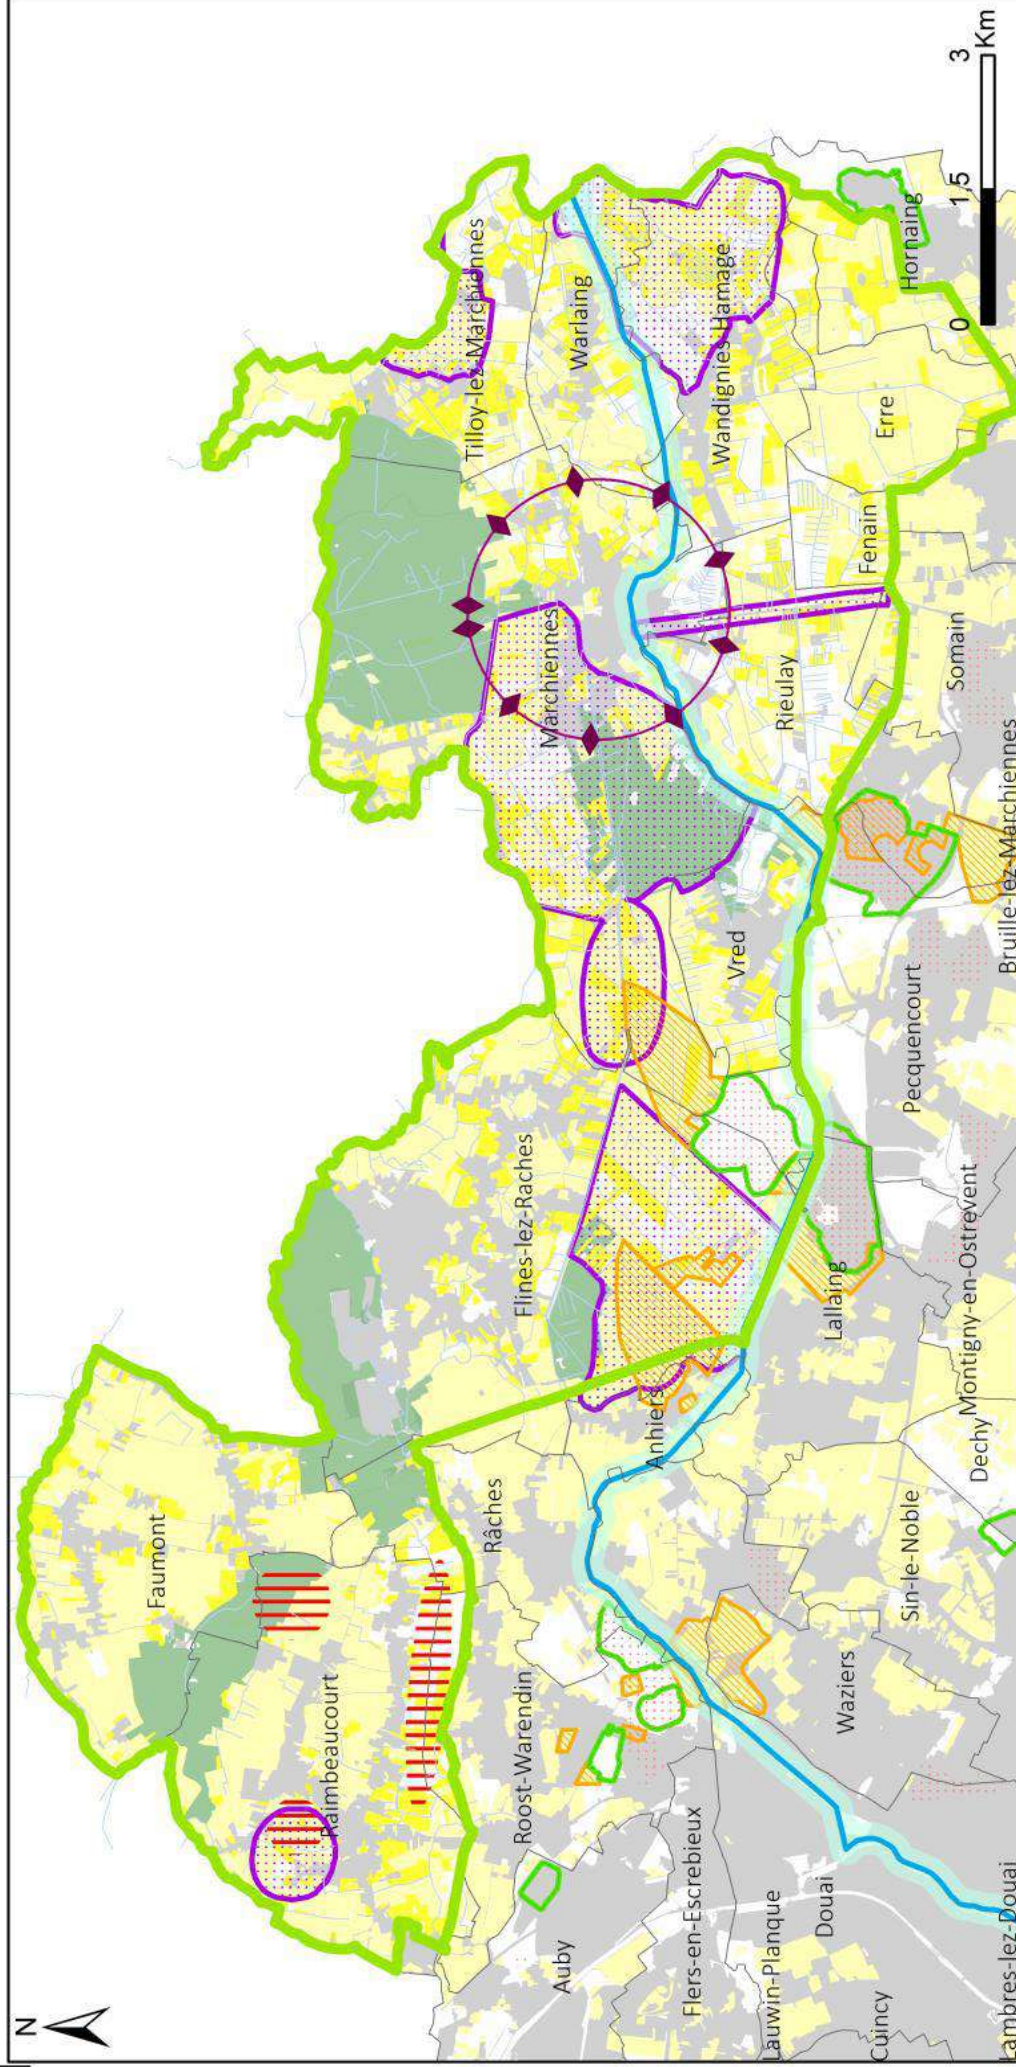 N
Faumont
Raimbeaucourt
Tilloy-lez-Marchiennes
Râches
Roost-Warendin
Flines-lez-Raches
Marchiennes
Auby
Warlaing
Anhiers
Flers-en-Escrebieux
Wandignies-Hamage
Vred
Lauwin-Planque
Rieulay
Douai
Lallaing
Waziers
Fenain
Cuincy
Erre
Sin-le-Noble
Pecquencourt
Hornaing
Somain
0 1,5 3
Km
Montigny-en-Ostrevent
Dechy
Lambres-lez-Douai
Bruille-lez-Marchiennes